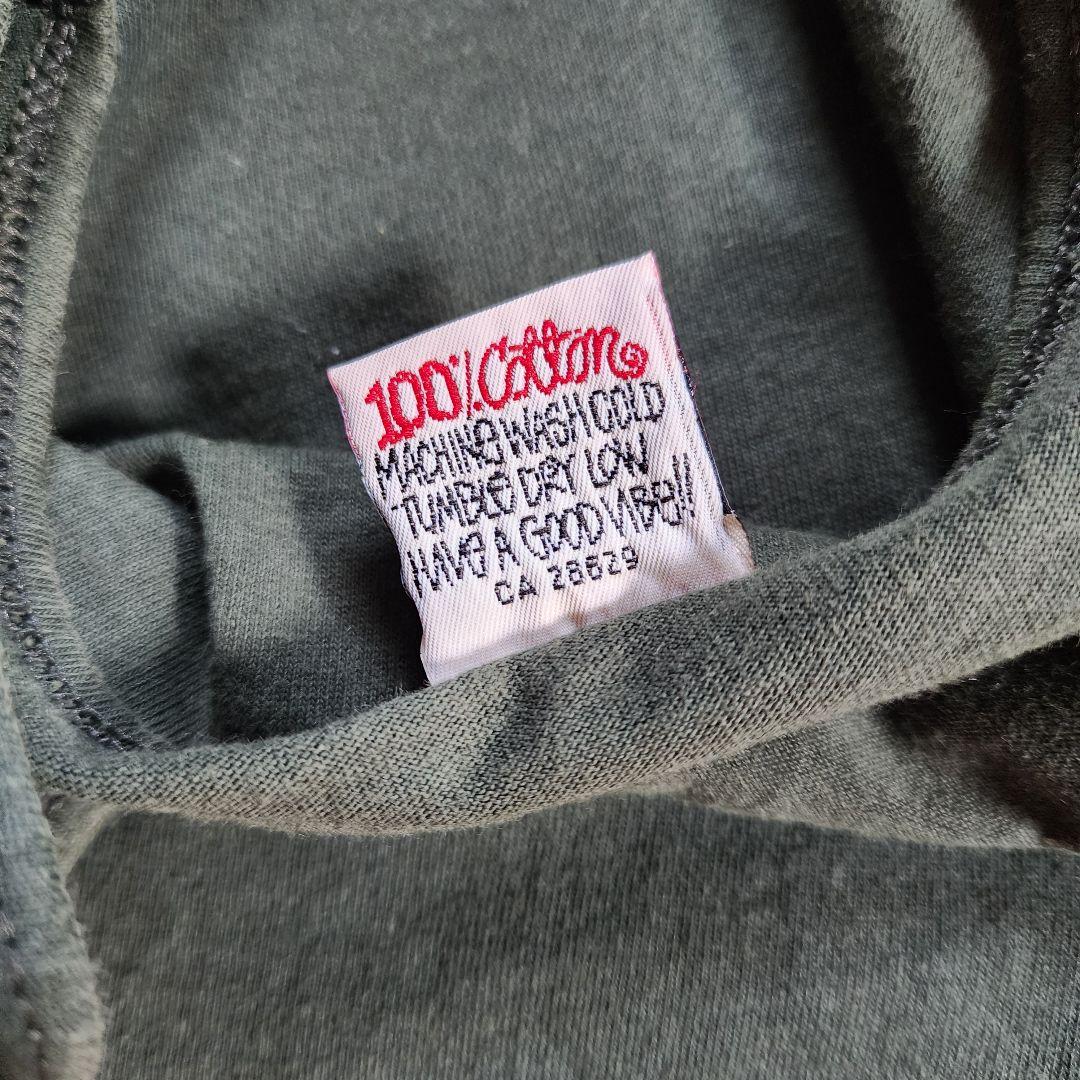 100% Cotton
MACHINE WASH COLD
TUMBLE DRY LOW
HAVE A GOOD VIBE!!
CA 28629